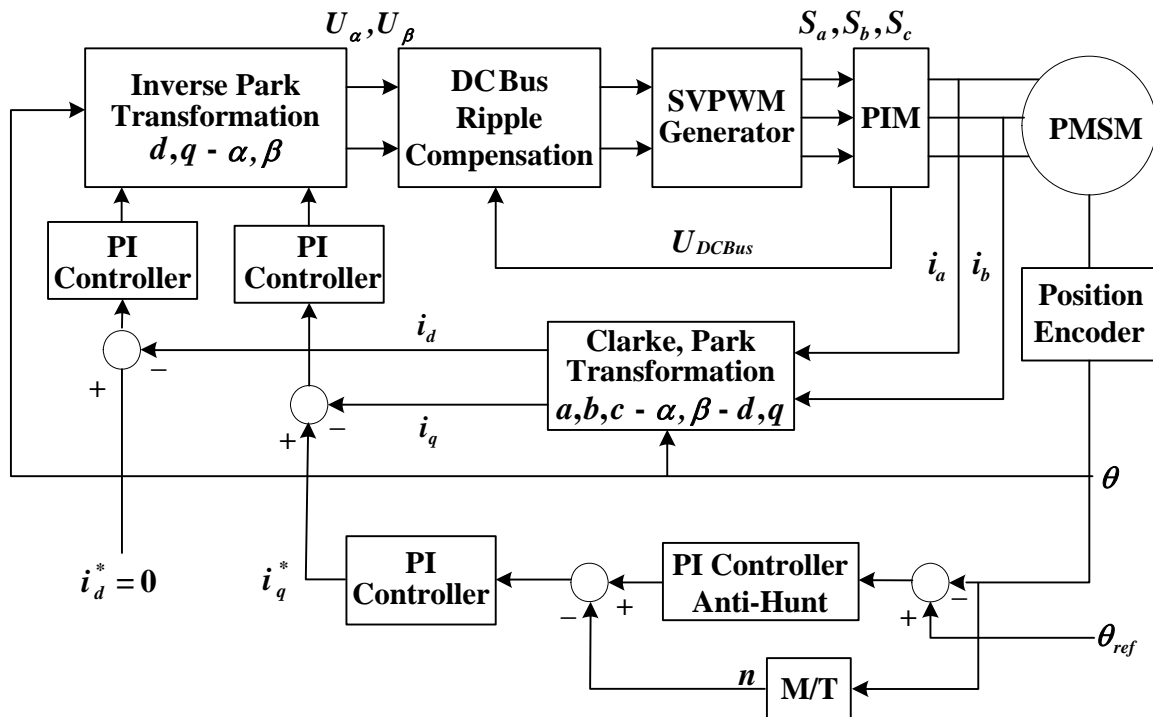 U_α, U_β
S_a, S_b, S_c
Inverse Park
Transformation
d, q - α, β
DC Bus
Ripple
Compensation
SVPWM
Generator
PIM
PMSM
PI
Controller
PI
Controller
U_DCBus
i_a
i_b
Position
Encoder
i_d
Clarke, Park
Transformation
a, b, c - α, β - d, q
+
−
i_q
+
−
θ
i_d^* = 0
i_q^*
PI
Controller
PI Controller
Anti-Hunt
−
+
−
+
θ_ref
n
M/T